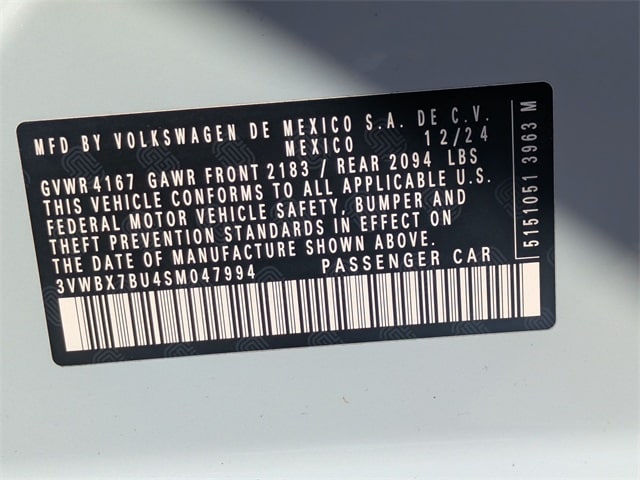 MFD BY VOLKSWAGEN DE MEXICO S.A. DE C.V.
MEXICO 12/24
GVWR 4167 GAWR FRONT 2183 / REAR 2094 LBS
THIS VEHICLE CONFORMS TO ALL APPLICABLE U.S.
FEDERAL MOTOR VEHICLE SAFETY, BUMPER AND
THEFT PREVENTION STANDARDS IN EFFECT ON
THE DATE OF MANUFACTURE SHOWN ABOVE.
3VWBX7BU4SM047994 PASSENGER CAR
5151051 3963 M